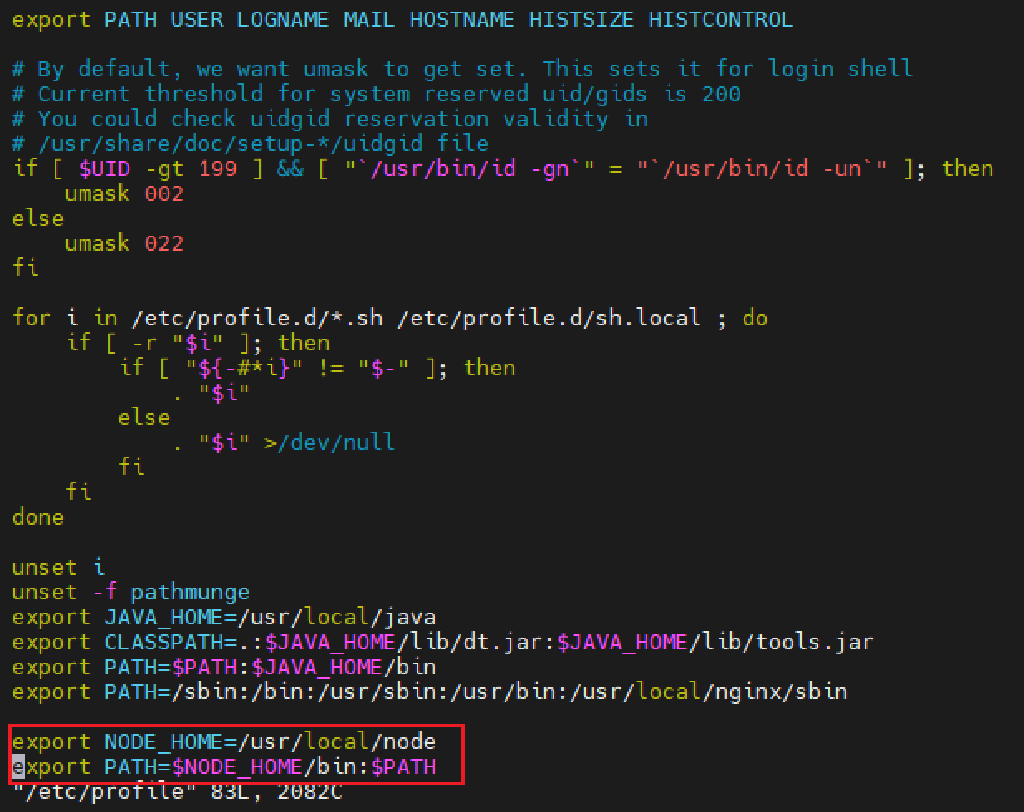 export PATH USER LOGNAME MAIL HOSTNAME HISTSIZE HISTCONTROL

# By default, we want umask to get set. This sets it for login shell
# Current threshold for system reserved uid/gids is 200
# You could check uidgid reservation validity in
# /usr/share/doc/setup-*/uidgid file
if [ $UID -gt 199 ] && [ "`/usr/bin/id -gn`" = "`/usr/bin/id -un`" ]; then
    umask 002
else
    umask 022
fi

for i in /etc/profile.d/*.sh /etc/profile.d/sh.local ; do
    if [ -r "$i" ]; then
        if [ "${-#*i}" != "$-" ]; then
            . "$i"
        else
            . "$i" >/dev/null
        fi
    fi
done

unset i
unset -f pathmunge
export JAVA_HOME=/usr/local/java
export CLASSPATH=.:$JAVA_HOME/lib/dt.jar:$JAVA_HOME/lib/tools.jar
export PATH=$PATH:$JAVA_HOME/bin
export PATH=/sbin:/bin:/usr/sbin:/usr/bin:/usr/local/nginx/sbin

export NODE_HOME=/usr/local/node
export PATH=$NODE_HOME/bin:$PATH
"/etc/profile" 83L, 2082C